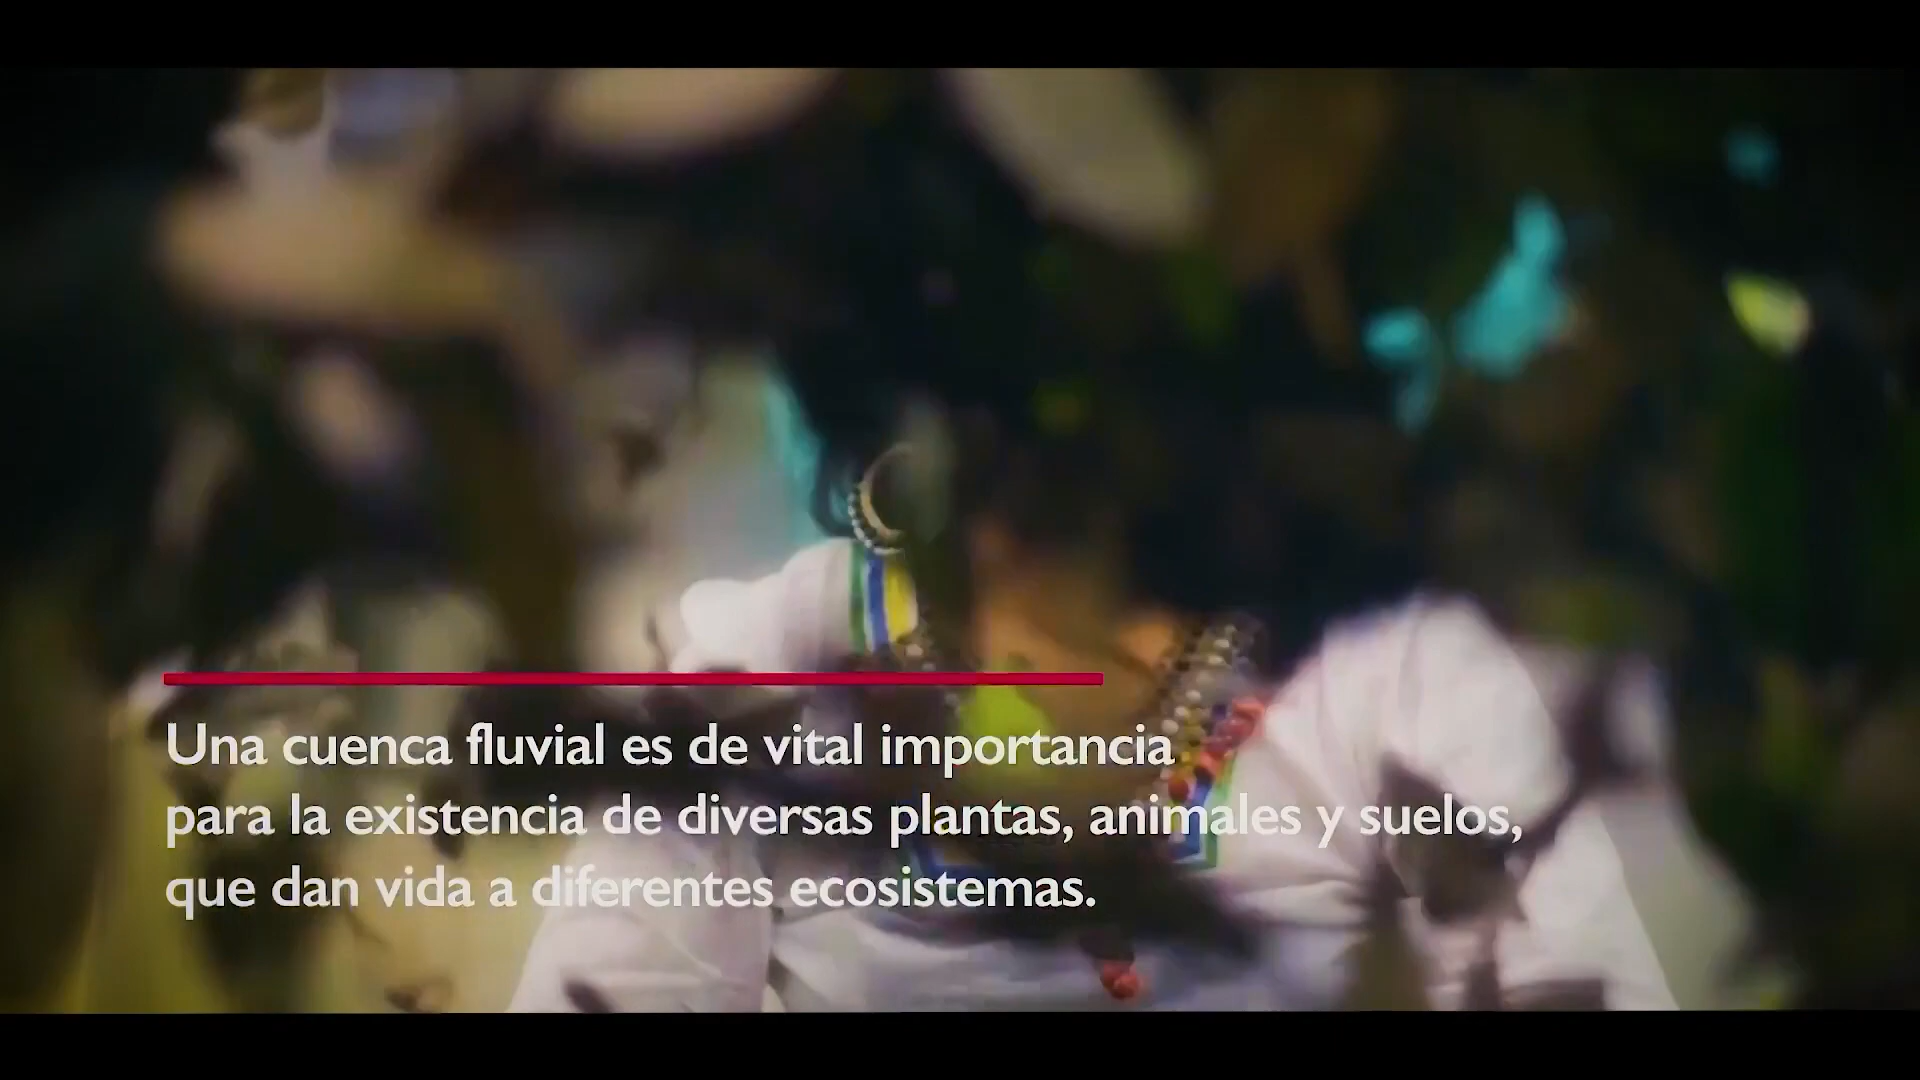 Una cuenca fluvial es de vital importancia
para la existencia de diversas plantas, animales y suelos,
que dan vida a diferentes ecosistemas.